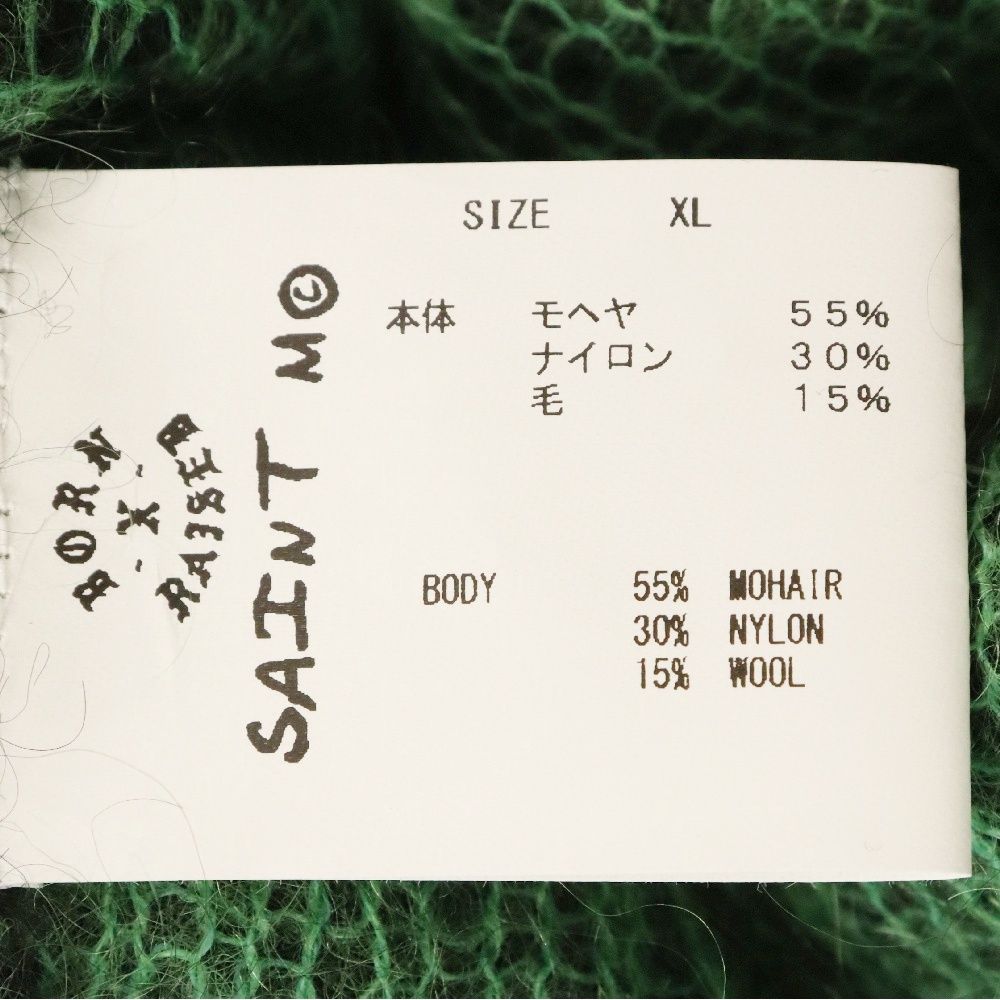 SIZE XL
本体 モヘヤ 55%
ナイロン 30%
毛 15%
BODY 55% MOHAIR
30% NYLON
15% WOOL
SAINT M©
BORN
X
RAISED